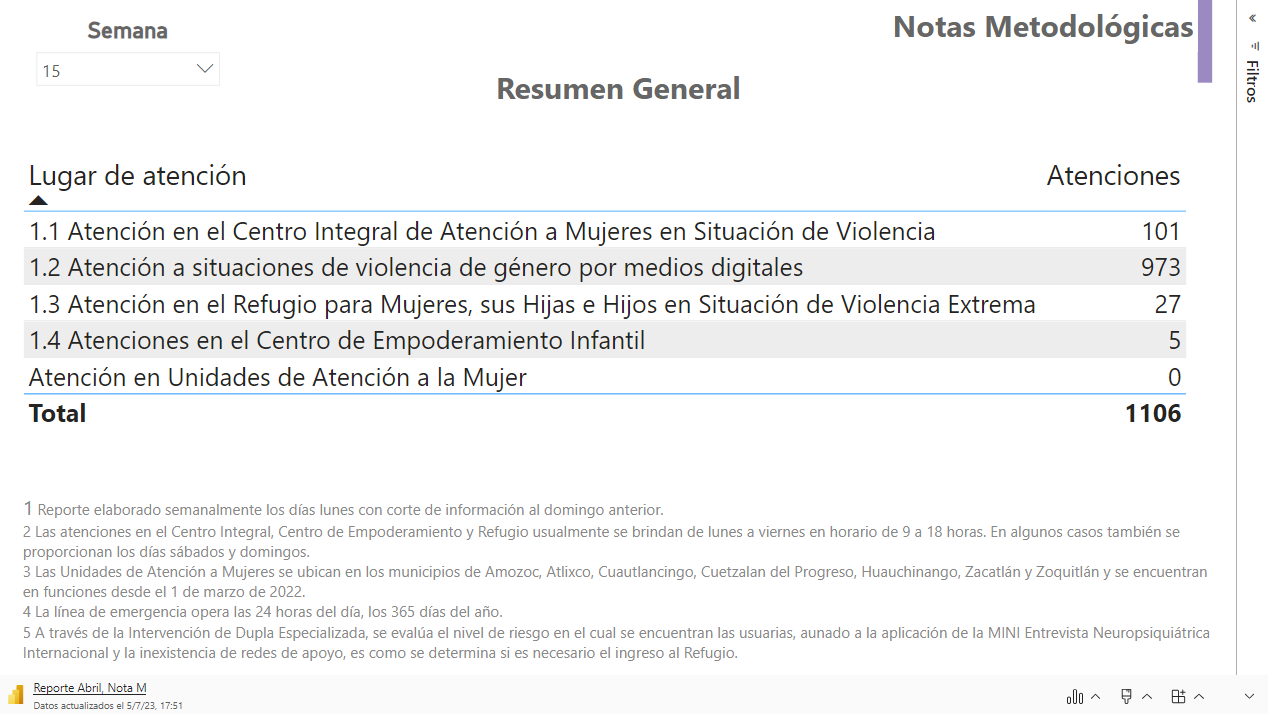 Semana
15
Notas Metodológicas
Resumen General
Filtros
Lugar de atención Atenciones
1.1 Atención en el Centro Integral de Atención a Mujeres en Situación de Violencia 101
1.2 Atención a situaciones de violencia de género por medios digitales 973
1.3 Atención en el Refugio para Mujeres, sus Hijas e Hijos en Situación de Violencia Extrema 27
1.4 Atenciones en el Centro de Empoderamiento Infantil 5
Atención en Unidades de Atención a la Mujer 0
Total 1106
1 Reporte elaborado semanalmente los días lunes con corte de información al domingo anterior.
2 Las atenciones en el Centro Integral, Centro de Empoderamiento y Refugio usualmente se brindan de lunes a viernes en horario de 9 a 18 horas. En algunos casos también se
proporcionan los días sábados y domingos.
3 Las Unidades de Atención a Mujeres se ubican en los municipios de Amozoc, Atlixco, Cuautlancingo, Cuetzalan del Progreso, Huauchinango, Zacatlán y Zoquitlán y se encuentran
en funciones desde el 1 de marzo de 2022.
4 La línea de emergencia opera las 24 horas del día, los 365 días del año.
5 A través de la Intervención de Dupla Especializada, se evalúa el nivel de riesgo en el cual se encuentran las usuarias, aunado a la aplicación de la MINI Entrevista Neuropsiquiátrica
Internacional y la inexistencia de redes de apoyo, es como se determina si es necesario el ingreso al Refugio.
Reporte Abril, Nota M
Datos actualizados el 5/7/23, 17:51